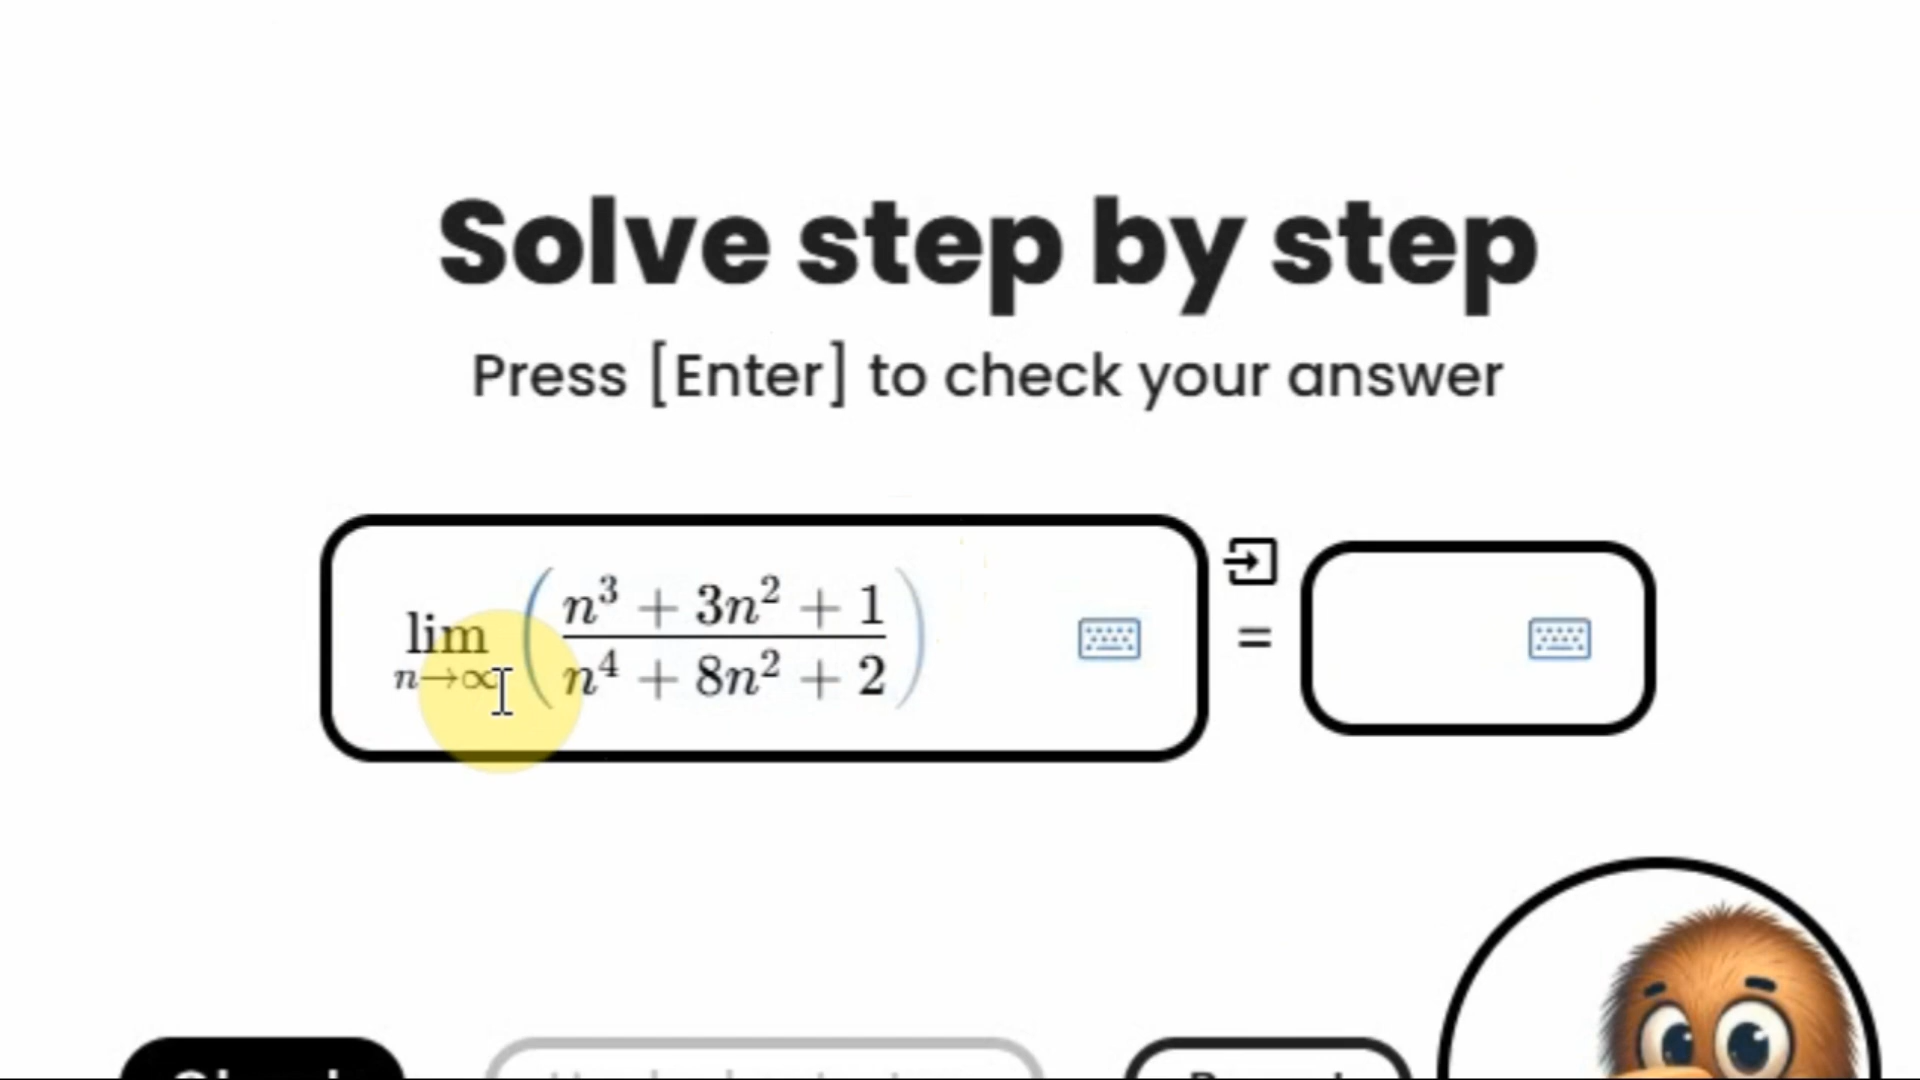 Solve step by step
Press [Enter] to check your answer
lim n→∞ ( (n³ + 3n² + 1) / (n⁴ + 8n² + 2) ) =